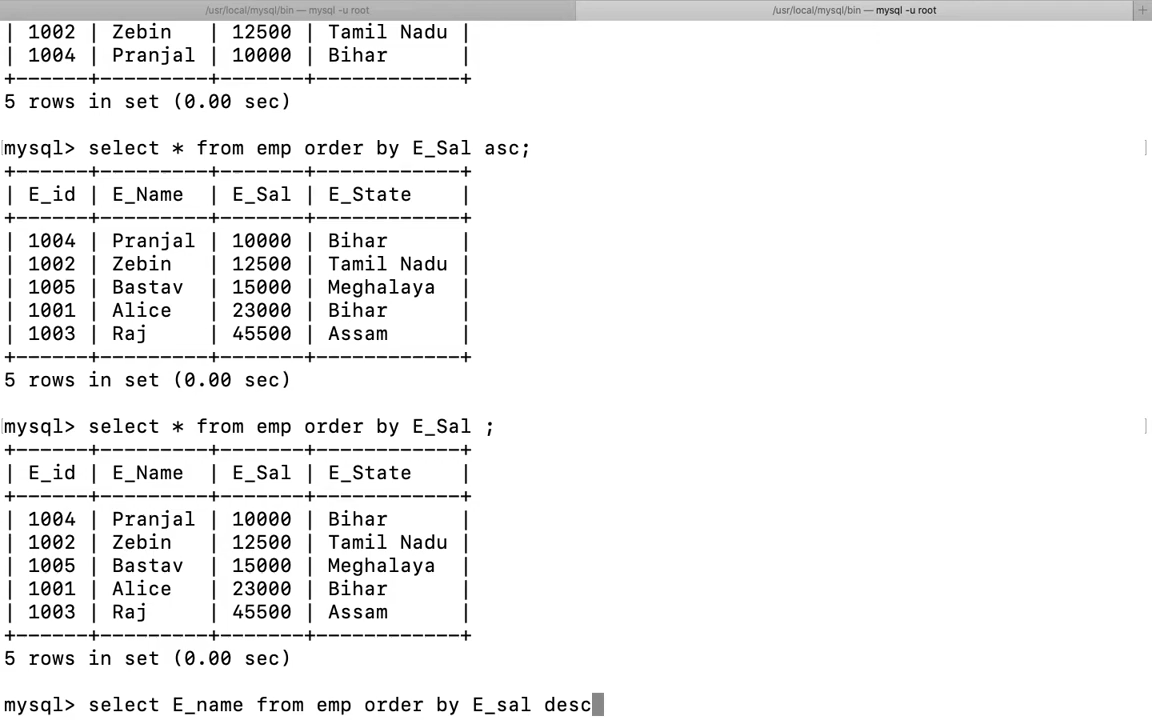 /usr/local/mysql/bin — mysql -u root /usr/local/mysql/bin — mysql -u root +
| 1002 | Zebin   | 12500 | Tamil Nadu |
| 1004 | Pranjal | 10000 | Bihar      |
+------+---------+-------+------------+
5 rows in set (0.00 sec)
mysql> select * from emp order by E_Sal asc;
+------+---------+-------+------------+
| E_id | E_Name  | E_Sal | E_State    |
+------+---------+-------+------------+
| 1004 | Pranjal | 10000 | Bihar      |
| 1002 | Zebin   | 12500 | Tamil Nadu |
| 1005 | Bastav  | 15000 | Meghalaya  |
| 1001 | Alice   | 23000 | Bihar      |
| 1003 | Raj     | 45500 | Assam      |
+------+---------+-------+------------+
5 rows in set (0.00 sec)
mysql> select * from emp order by E_Sal ;
+------+---------+-------+------------+
| E_id | E_Name  | E_Sal | E_State    |
+------+---------+-------+------------+
| 1004 | Pranjal | 10000 | Bihar      |
| 1002 | Zebin   | 12500 | Tamil Nadu |
| 1005 | Bastav  | 15000 | Meghalaya  |
| 1001 | Alice   | 23000 | Bihar      |
| 1003 | Raj     | 45500 | Assam      |
+------+---------+-------+------------+
5 rows in set (0.00 sec)
mysql> select E_name from emp order by E_sal desc